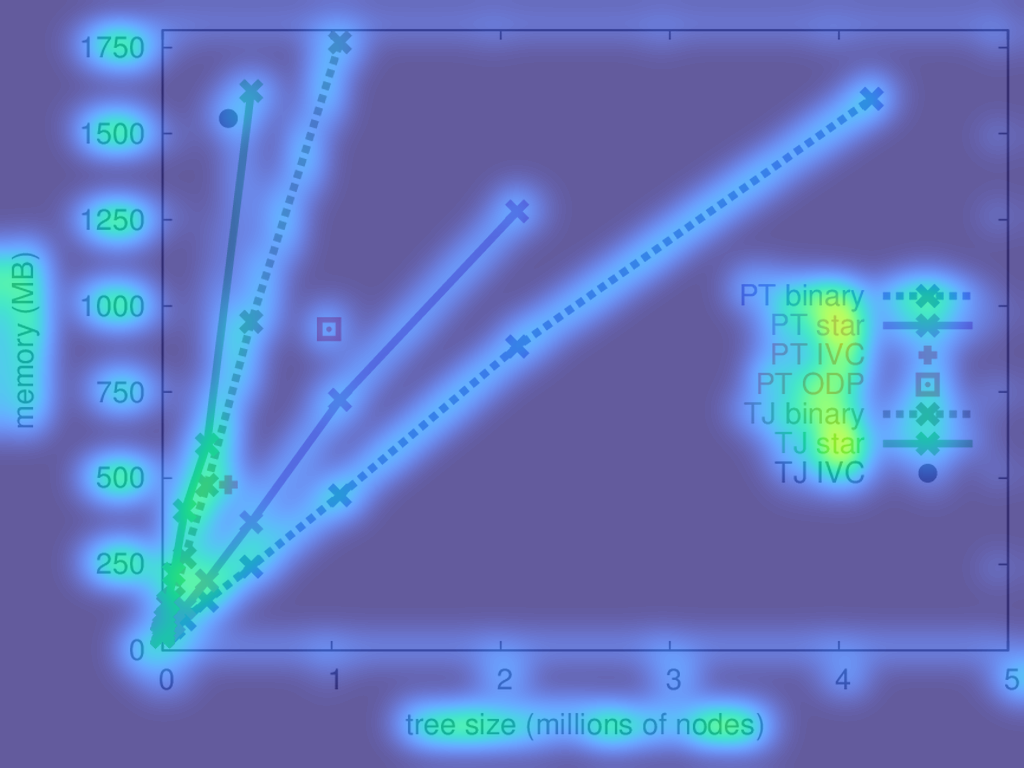 1750
1500
1250
1000
750
500
250
0
memory (MB)
PT binary
PT star
PT IVC
PT ODP
TJ binary
TJ star
TJ IVC
0 1 2 3 4 5
tree size (millions of nodes)